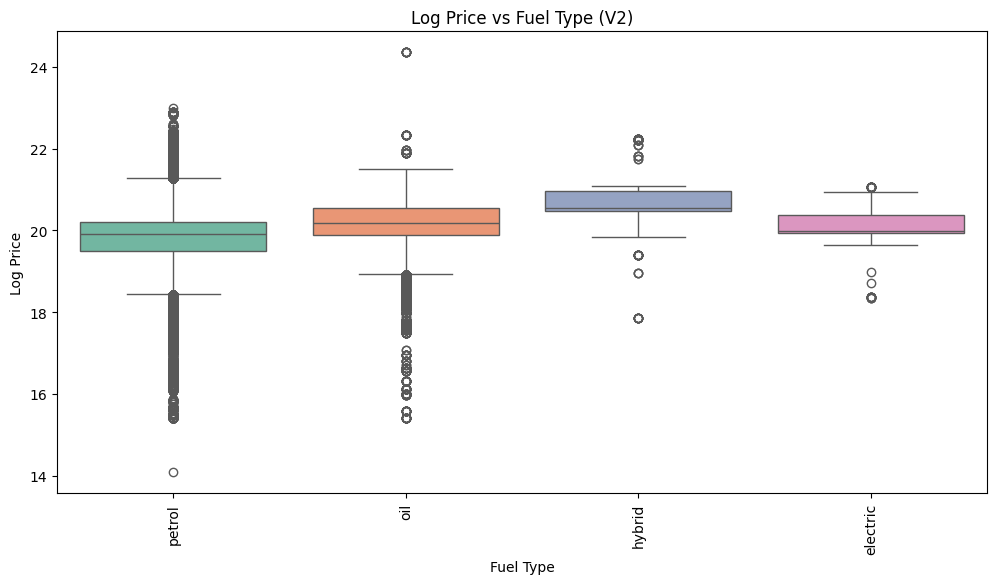 Log Price vs Fuel Type (V2)
Log Price
24
22
20
18
16
14
petrol
oil
hybrid
electric
Fuel Type